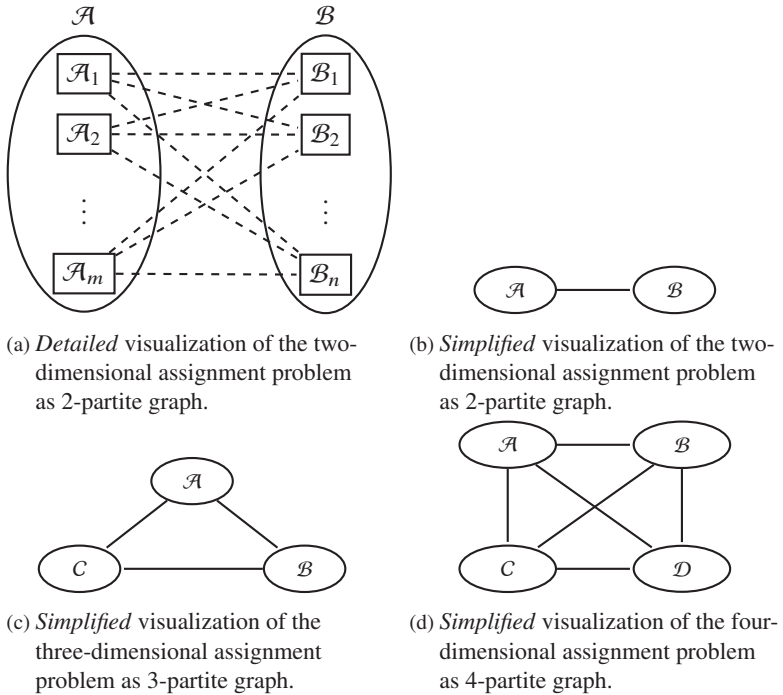 𝒜 ℬ
𝒜₁ ℬ₁
𝒜₂ ℬ₂
⋮ ⋮
𝒜ₘ ℬₙ
(a) Detailed visualization of the two-
dimensional assignment problem
as 2-partite graph.
𝒜 ℬ
(b) Simplified visualization of the two-
dimensional assignment problem
as 2-partite graph.
𝒜
𝒞 ℬ
(c) Simplified visualization of the
three-dimensional assignment
problem as 3-partite graph.
𝒜 ℬ
𝒞 𝒟
(d) Simplified visualization of the four-
dimensional assignment problem
as 4-partite graph.